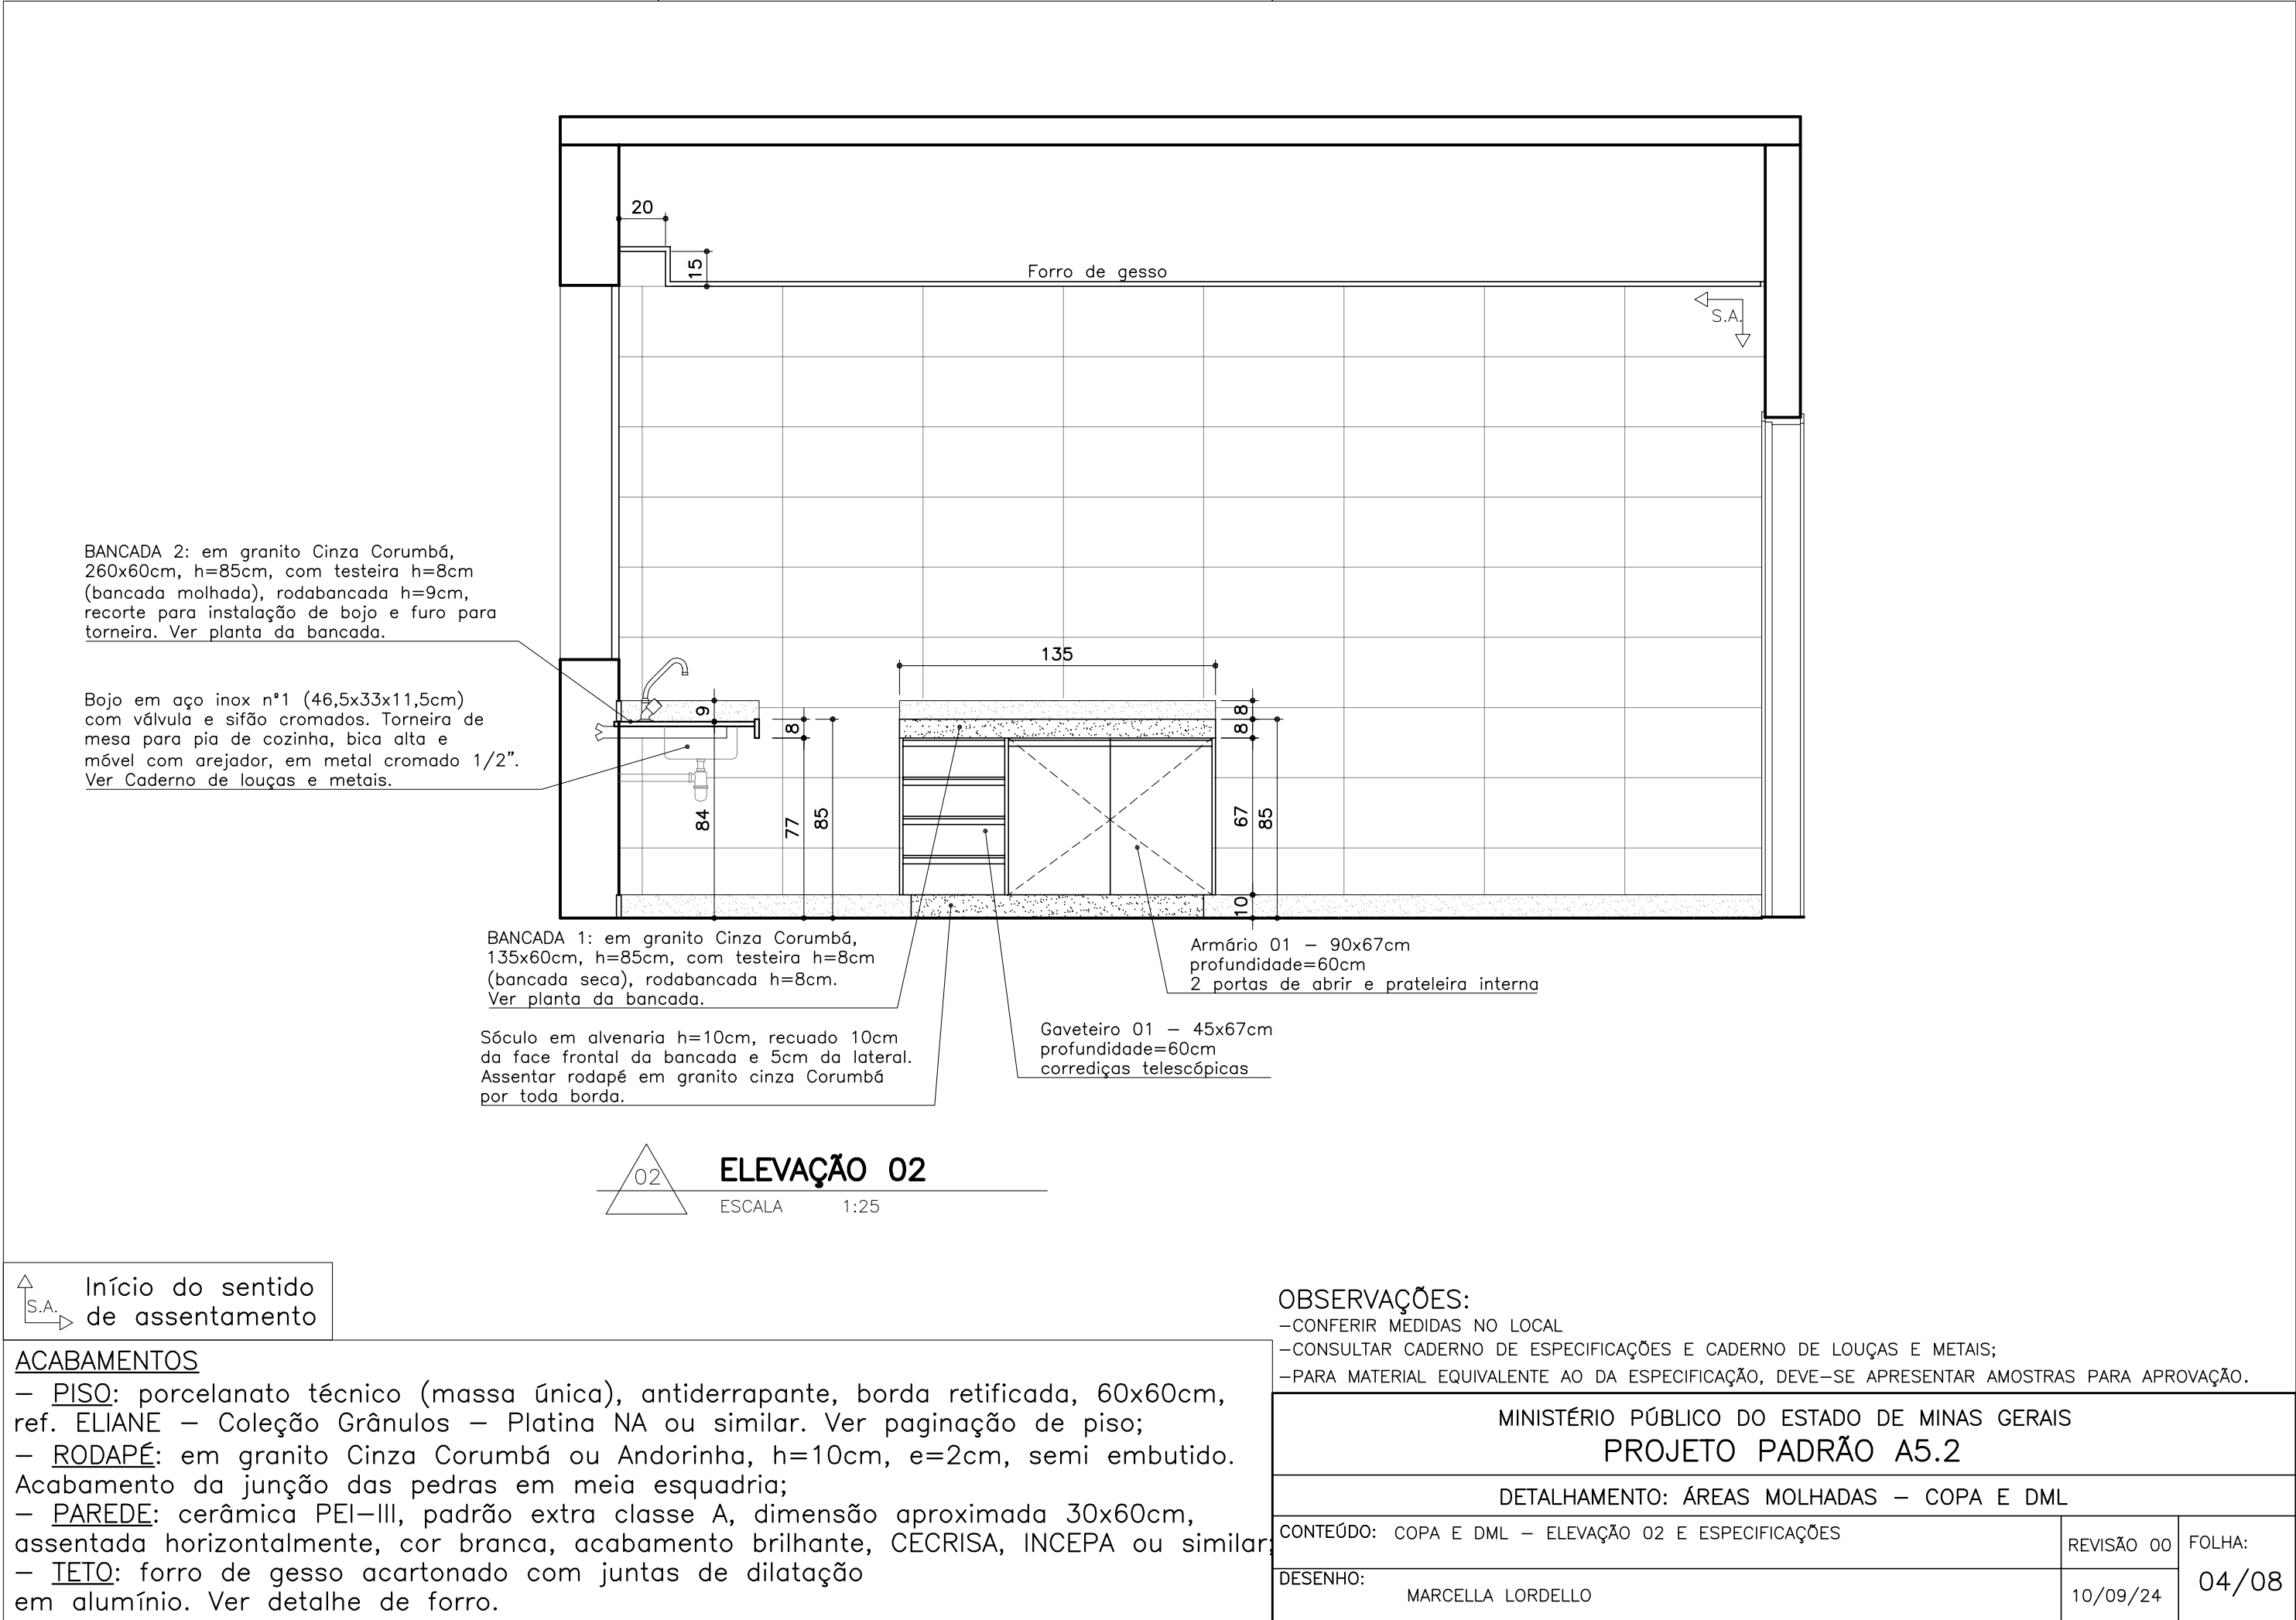 20
15
Forro de gesso
S.A.
BANCADA 2: em granito Cinza Corumbá,
260x60cm, h=85cm, com testeira h=8cm
(bancada molhada), rodabancada h=9cm,
recorte para instalação de bojo e furo para
torneira. Ver planta da bancada.
Bojo em aço inox n°1 (46,5x33x11,5cm)
com válvula e sifão cromados. Torneira de
mesa para pia de cozinha, bica alta e
móvel com arejador, em metal cromado 1/2".
Ver Caderno de louças e metais.
135
9
8
84
77
85
8
8
67
85
10
BANCADA 1: em granito Cinza Corumbá,
135x60cm, h=85cm, com testeira h=8cm
(bancada seca), rodabancada h=8cm.
Ver planta da bancada.
Sóculo em alvenaria h=10cm, recuado 10cm
da face frontal da bancada e 5cm da lateral.
Assentar rodapé em granito cinza Corumbá
por toda borda.
Armário 01 – 90x67cm
profundidade=60cm
2 portas de abrir e prateleira interna
Gaveteiro 01 – 45x67cm
profundidade=60cm
corrediças telescópicas
02
ELEVAÇÃO 02
ESCALA 1:25
S.A.
Início do sentido
de assentamento
ACABAMENTOS
– PISO: porcelanato técnico (massa única), antiderrapante, borda retificada, 60x60cm,
ref. ELIANE – Coleção Grânulos – Platina NA ou similar. Ver paginação de piso;
– RODAPÉ: em granito Cinza Corumbá ou Andorinha, h=10cm, e=2cm, semi embutido.
Acabamento da junção das pedras em meia esquadria;
– PAREDE: cerâmica PEI–III, padrão extra classe A, dimensão aproximada 30x60cm,
assentada horizontalmente, cor branca, acabamento brilhante, CECRISA, INCEPA ou similar;
– TETO: forro de gesso acartonado com juntas de dilatação
em alumínio. Ver detalhe de forro.
OBSERVAÇÕES:
–CONFERIR MEDIDAS NO LOCAL
–CONSULTAR CADERNO DE ESPECIFICAÇÕES E CADERNO DE LOUÇAS E METAIS;
–PARA MATERIAL EQUIVALENTE AO DA ESPECIFICAÇÃO, DEVE–SE APRESENTAR AMOSTRAS PARA APROVAÇÃO.
MINISTÉRIO PÚBLICO DO ESTADO DE MINAS GERAIS
PROJETO PADRÃO A5.2
DETALHAMENTO: ÁREAS MOLHADAS – COPA E DML
CONTEÚDO: COPA E DML – ELEVAÇÃO 02 E ESPECIFICAÇÕES
REVISÃO 00
FOLHA:
04/08
DESENHO:
MARCELLA LORDELLO
10/09/24